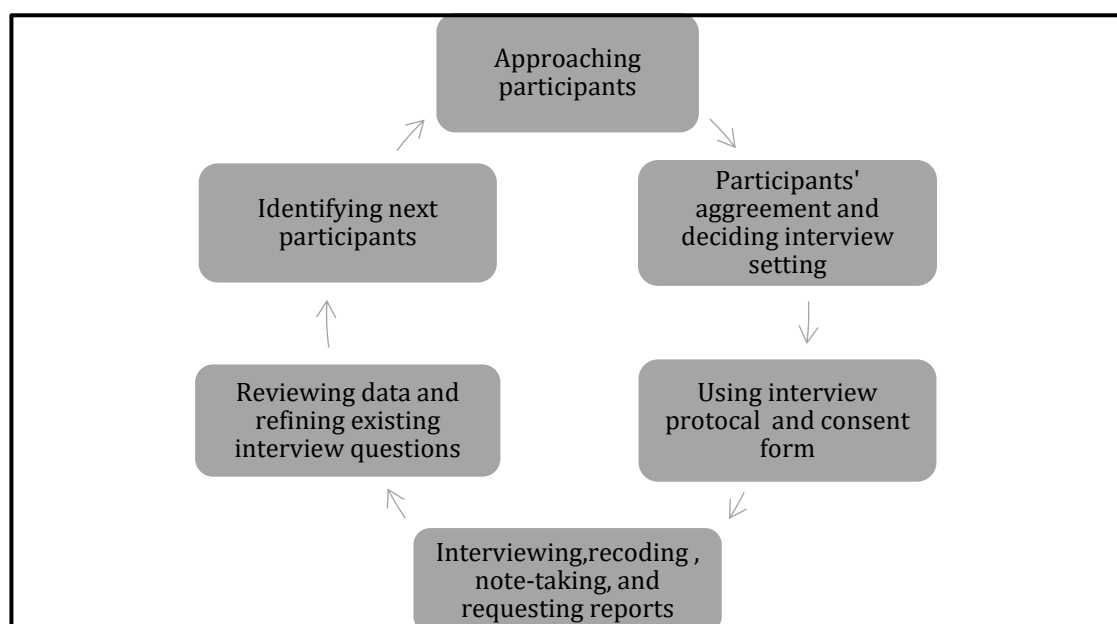 Approaching
participants
Participants'
aggreement and
deciding interview
setting
Using interview
protocal  and consent
form
Interviewing,recoding ,
note-taking, and
requesting reports
Reviewing data and
refining existing
interview questions
Identifying next
participants